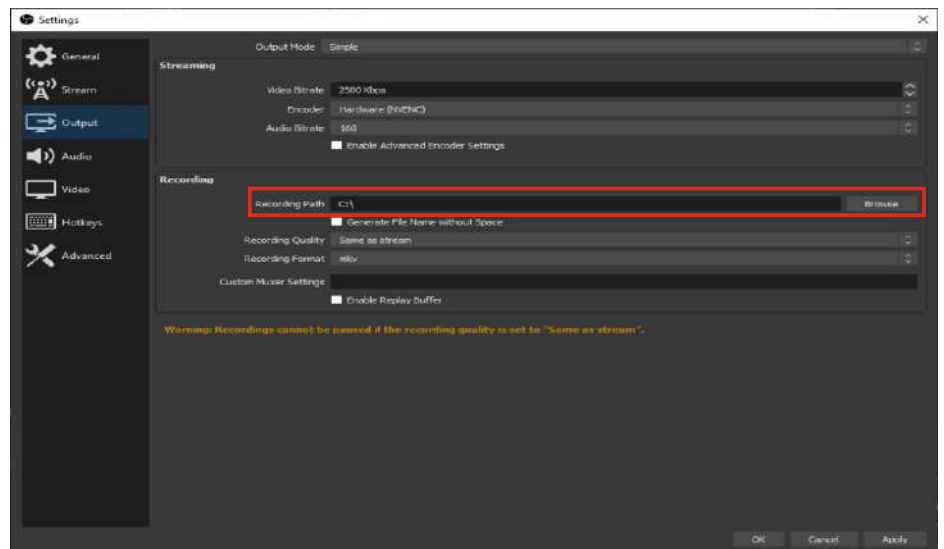 Settings
Output Mode Simple
General
Streaming
Stream
Video Bitrate 2500 Kbps
Encoder Hardware (NVENC)
Output
Audio Bitrate 160
Enable Advanced Encoder Settings
Audio
Recording
Video
Recording Path C:\ Browse
Hotkeys
Generate File Name without Space
Recording Quality Same as stream
Advanced
Recording Format mkv
Custom Muxer Settings
Enable Replay Buffer
Warning: Recordings cannot be paused if the recording quality is set to "Same as stream".
OK Cancel Apply